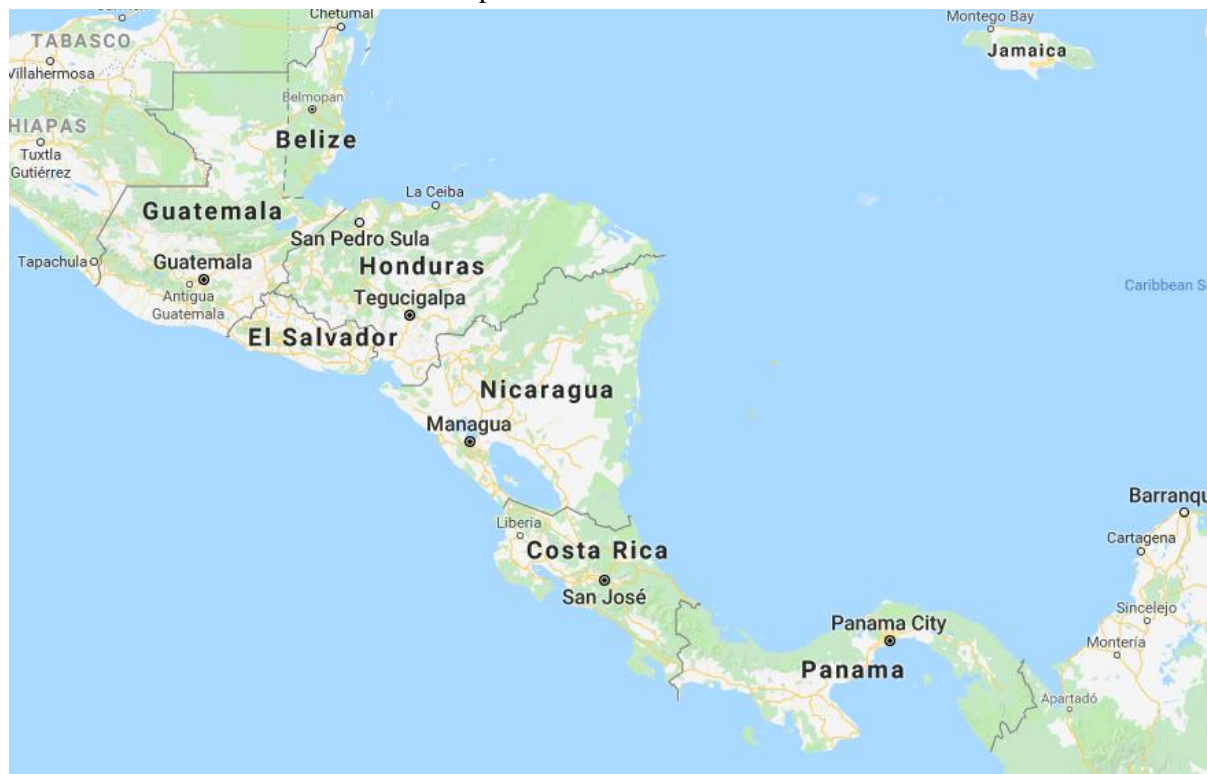 Chetumal
Montego Bay
TABASCO
Jamaica
Villahermosa
Belmopan
HIAPAS
Belize
Tuxtla
Gutiérrez
La Ceiba
Guatemala
San Pedro Sula
Tapachula
Guatemala
Honduras
Antigua
Guatemala
Tegucigalpa
Caribbean S
El Salvador
Nicaragua
Managua
Barranqu
Liberia
Cartagena
Costa Rica
San José
Sincelejo
Panama City
Montería
Panama
Apartadó